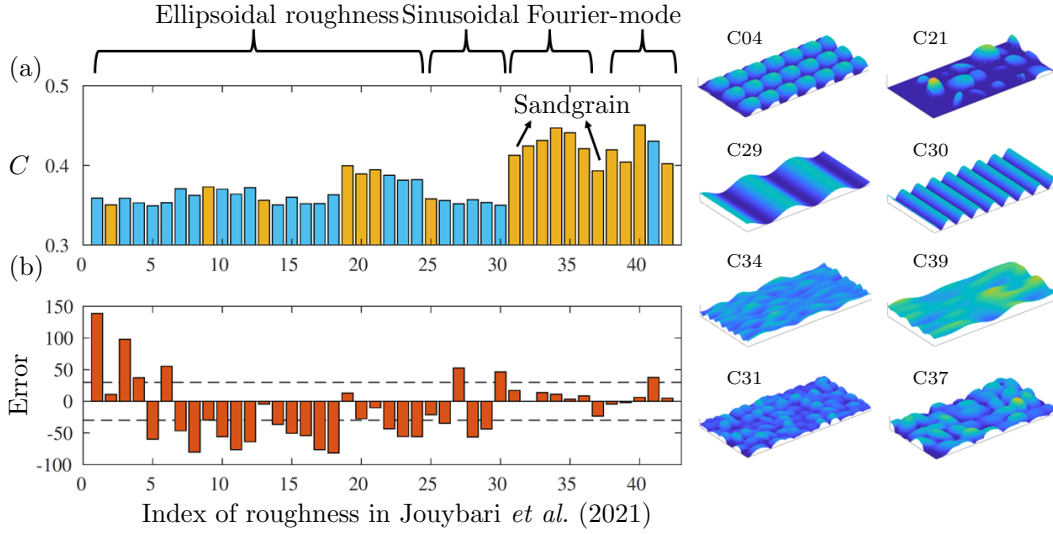 Ellipsoidal roughness Sinusoidal Fourier-mode
(a)
0.5
0.4
0.3
C
Sandgrain
0 5 10 15 20 25 30 35 40
(b)
150
100
50
0
-50
-100
Error
0 5 10 15 20 25 30 35 40
Index of roughness in Jouybari et al. (2021)
C04 C21
C29 C30
C34 C39
C31 C37